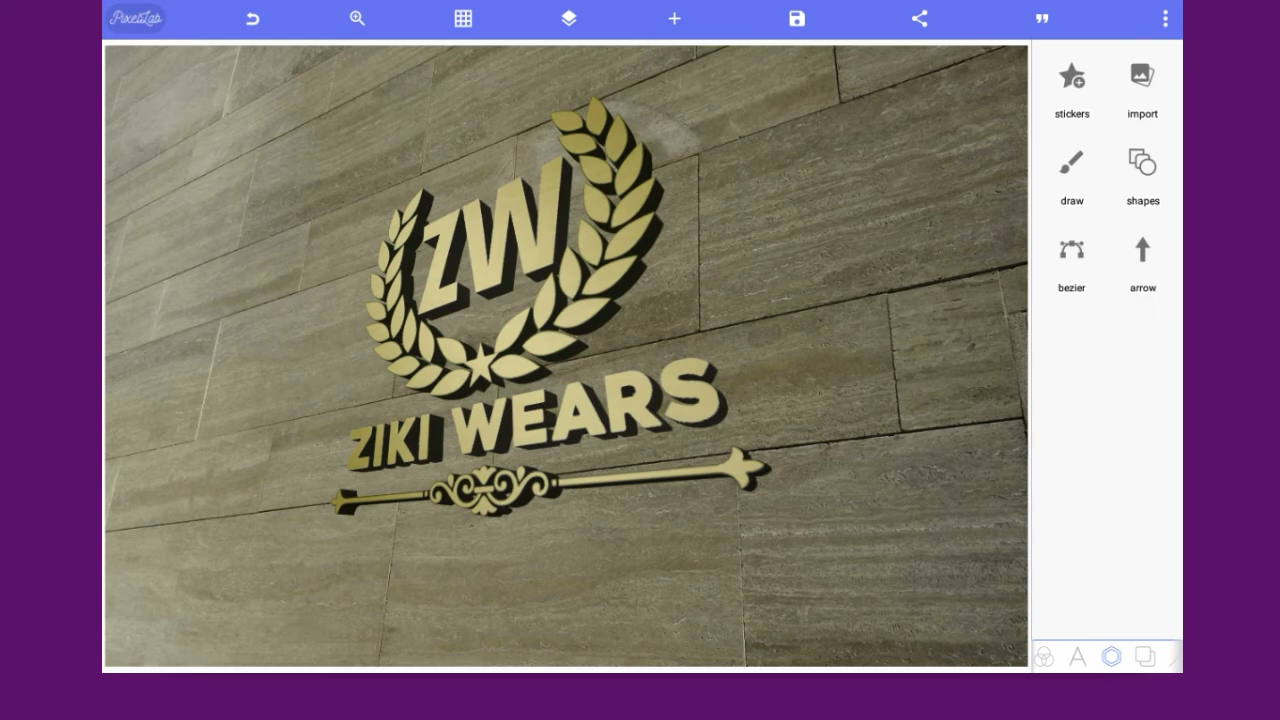 PixelLab
ZW
ZIKI WEARS
stickers
import
draw
shapes
bezier
arrow
A